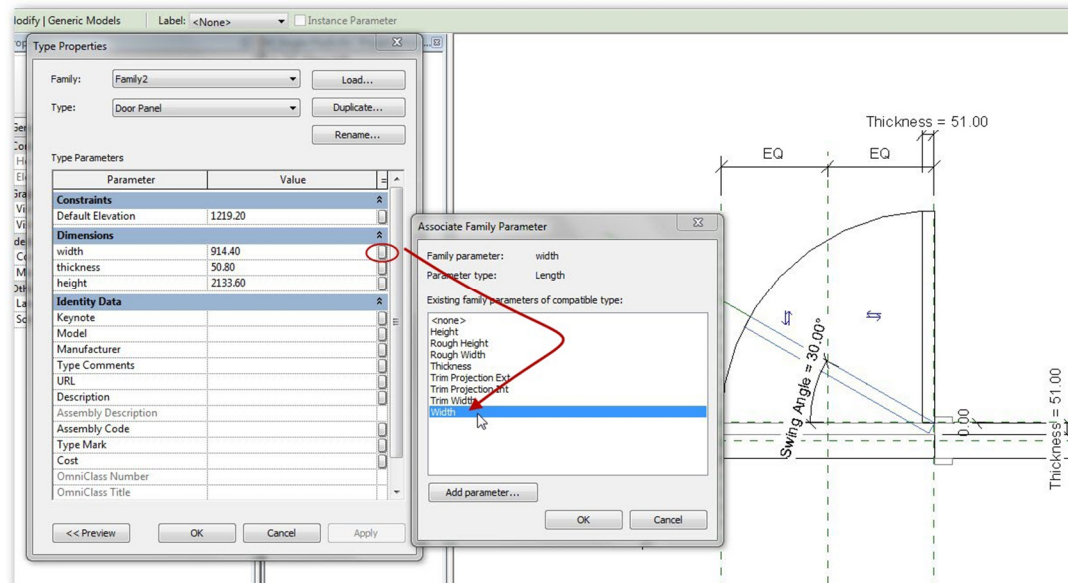 Modify | Generic Models
Label: <None>
Instance Parameter
Type Properties
Family: Family2 Load...
Type: Door Panel Duplicate...
Rename...
Type Parameters
Parameter Value =
Constraints
Default Elevation 1219.20
Dimensions
width 914.40
thickness 50.80
height 2133.60
Identity Data
Keynote
Model
Manufacturer
Type Comments
URL
Description
Assembly Description
Assembly Code
Type Mark
Cost
OmniClass Number
OmniClass Title
<< Preview OK Cancel Apply
Associate Family Parameter
Family parameter: width
Parameter type: Length
Existing family parameters of compatible type:
<none>
Height
Rough Height
Rough Width
Thickness
Trim Projection Ext
Trim Projection Int
Trim Width
Width
Add parameter...
OK Cancel
Thickness = 51.00
EQ EQ
Swing Angle = 30.00°
0.00
Thickness = 51.00